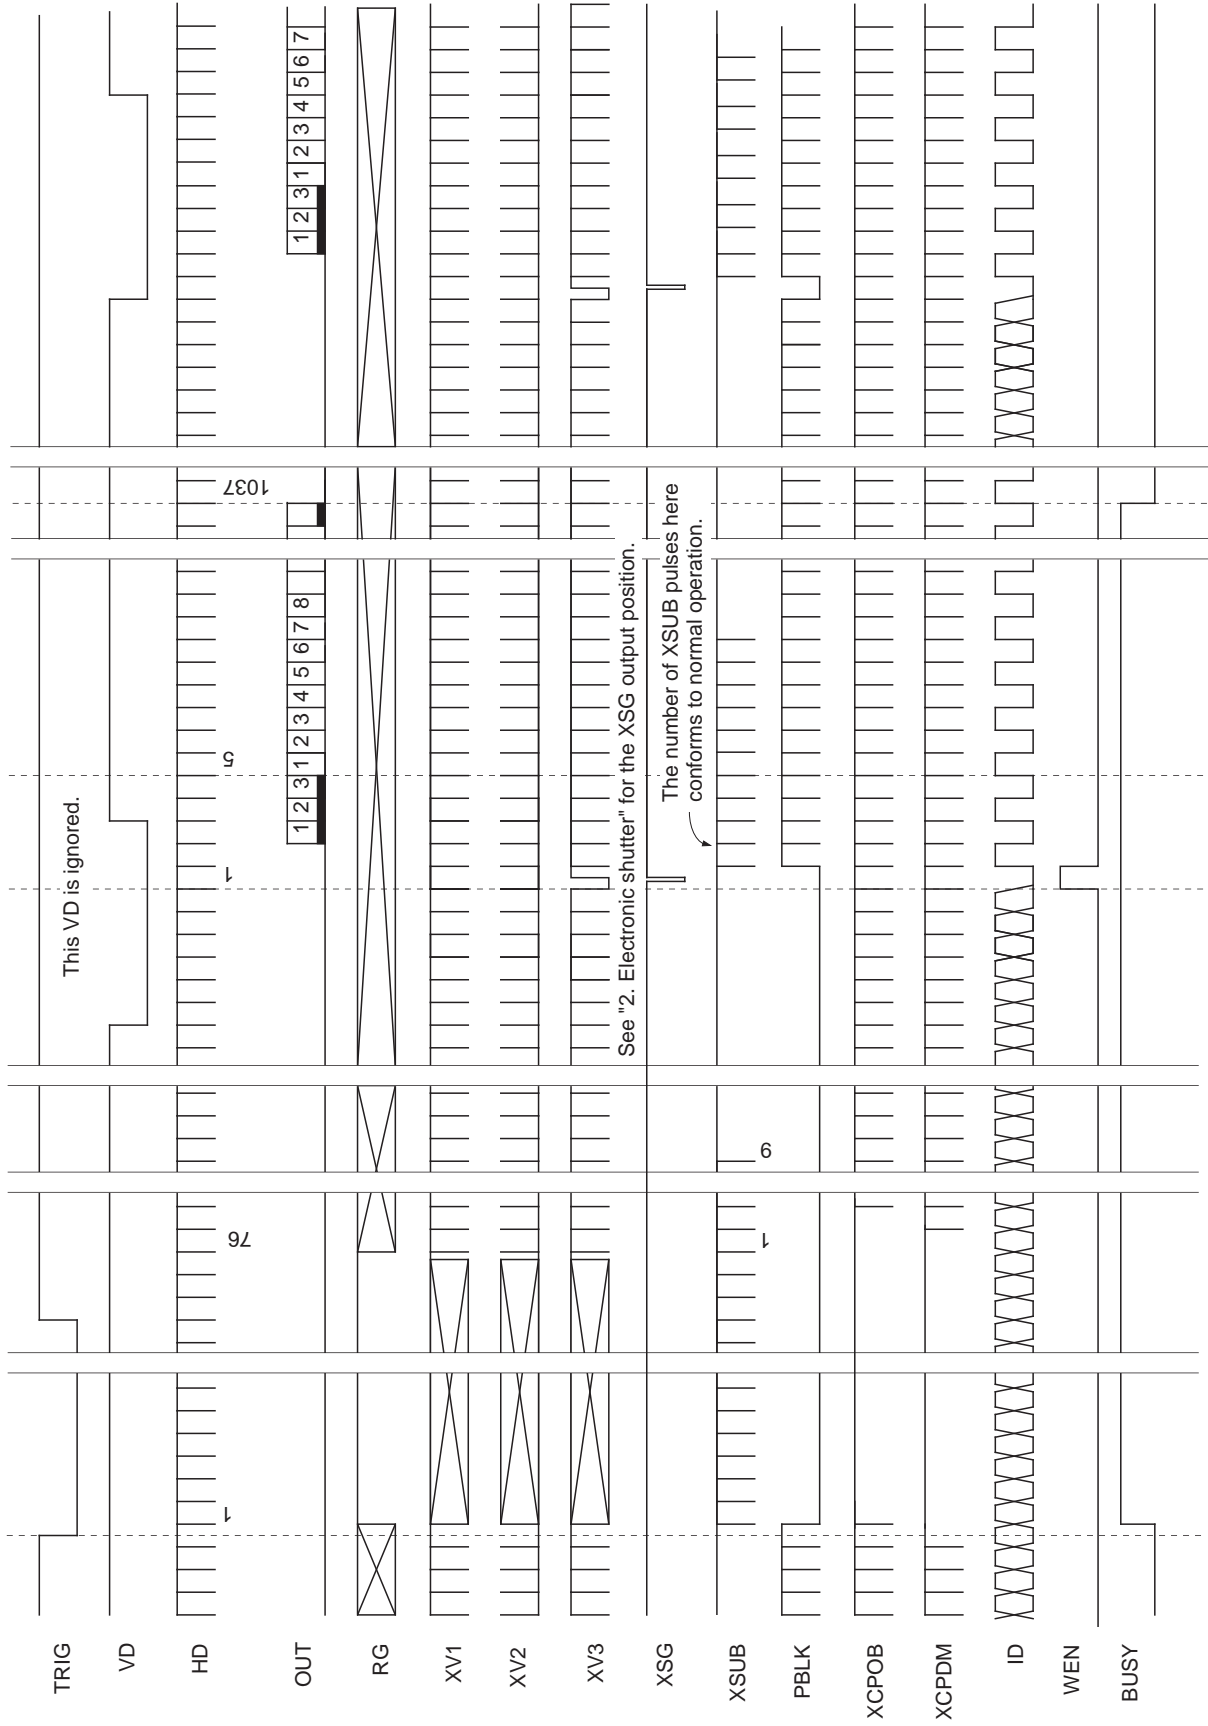 TRIG
This VD is ignored.
VD
HD
1
76
1
5
1037
OUT
1 2 3 1 2 3 4 5 6 7 8
1 2 3 1 2 3 4 5 6 7
RG
XV1
XV2
XV3
See "2. Electronic shutter" for the XSG output position.
XSG
The number of XSUB pulses here
conforms to normal operation.
XSUB
1
9
PBLK
XCPOB
XCPDM
ID
WEN
BUSY